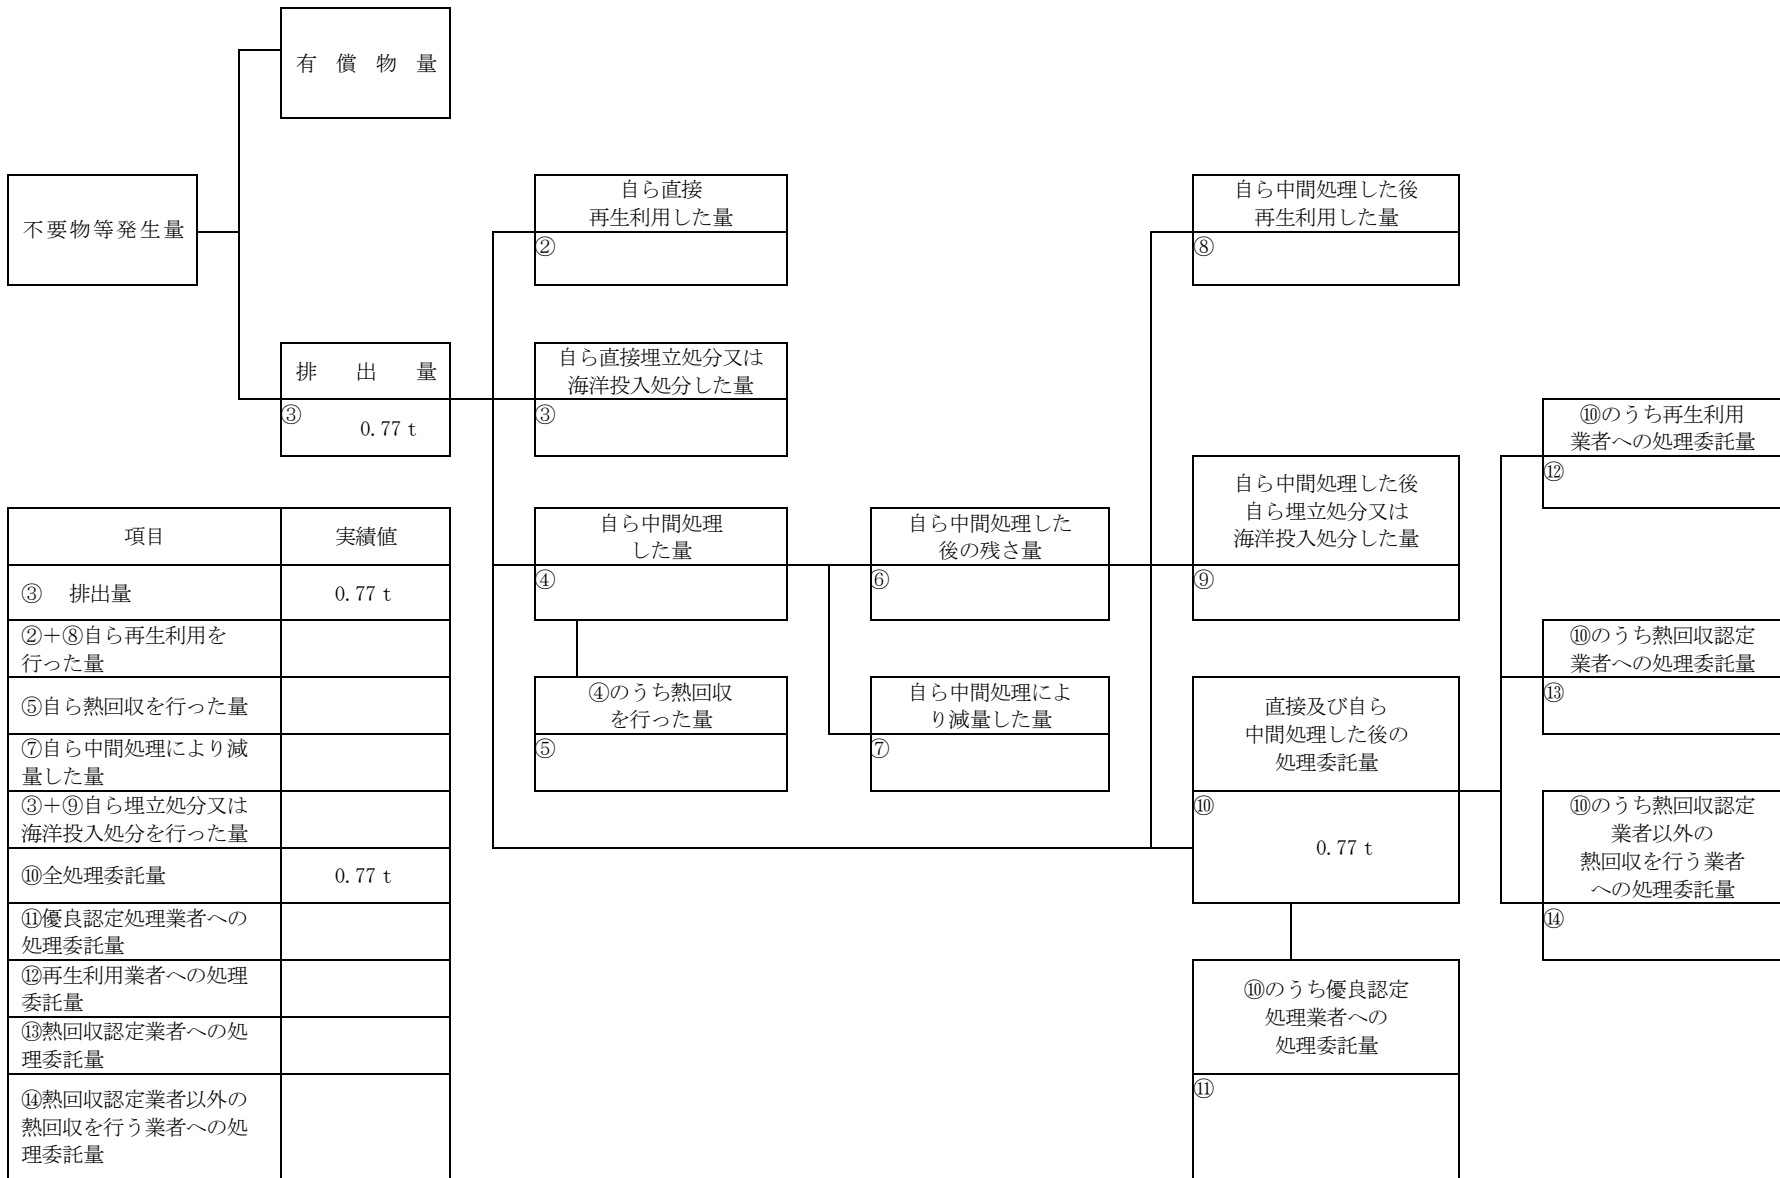 有償物量
不要物等発生量
排出量
③
0.77 t
自ら直接
再生利用した量
②
自ら直接埋立処分又は
海洋投入処分した量
③
自ら中間処理
した量
④
④のうち熱回収
を行った量
⑤
自ら中間処理した
後の残さ量
⑥
自ら中間処理によ
り減量した量
⑦
自ら中間処理した後
再生利用した量
⑧
自ら中間処理した後
自ら埋立処分又は
海洋投入処分した量
⑨
直接及び自ら
中間処理した後の
処理委託量
⑩
0.77 t
⑩のうち優良認定
処理業者への
処理委託量
⑪
⑩のうち再生利用
業者への処理委託量
⑫
⑩のうち熱回収認定
業者への処理委託量
⑬
⑩のうち熱回収認定
業者以外の
熱回収を行う業者
への処理委託量
⑭
項目 実績値
③ 排出量 0.77 t
②+⑧自ら再生利用を
行った量
⑤自ら熱回収を行った量
⑦自ら中間処理により減
量した量
③+⑨自ら埋立処分又は
海洋投入処分を行った量
⑩全処理委託量 0.77 t
⑪優良認定処理業者への
処理委託量
⑫再生利用業者への処理
委託量
⑬熱回収認定業者への処
理委託量
⑭熱回収認定業者以外の
熱回収を行う業者への処
理委託量